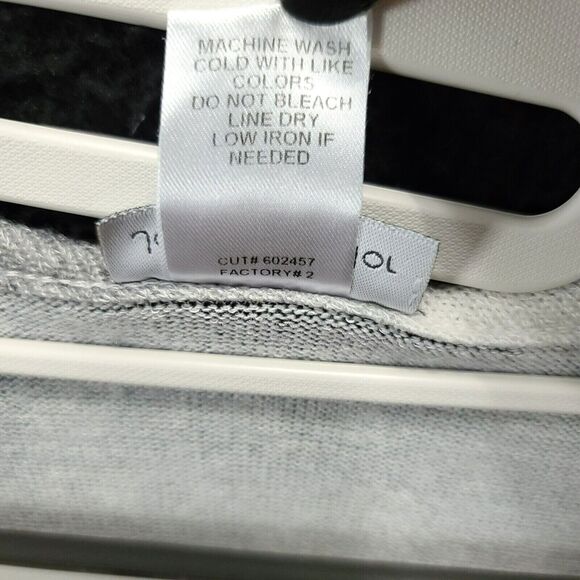 MACHINE WASH
COLD WITH LIKE
COLORS
DO NOT BLEACH
LINE DRY
LOW IRON IF
NEEDED
CUT# 602457
FACTORY# 2